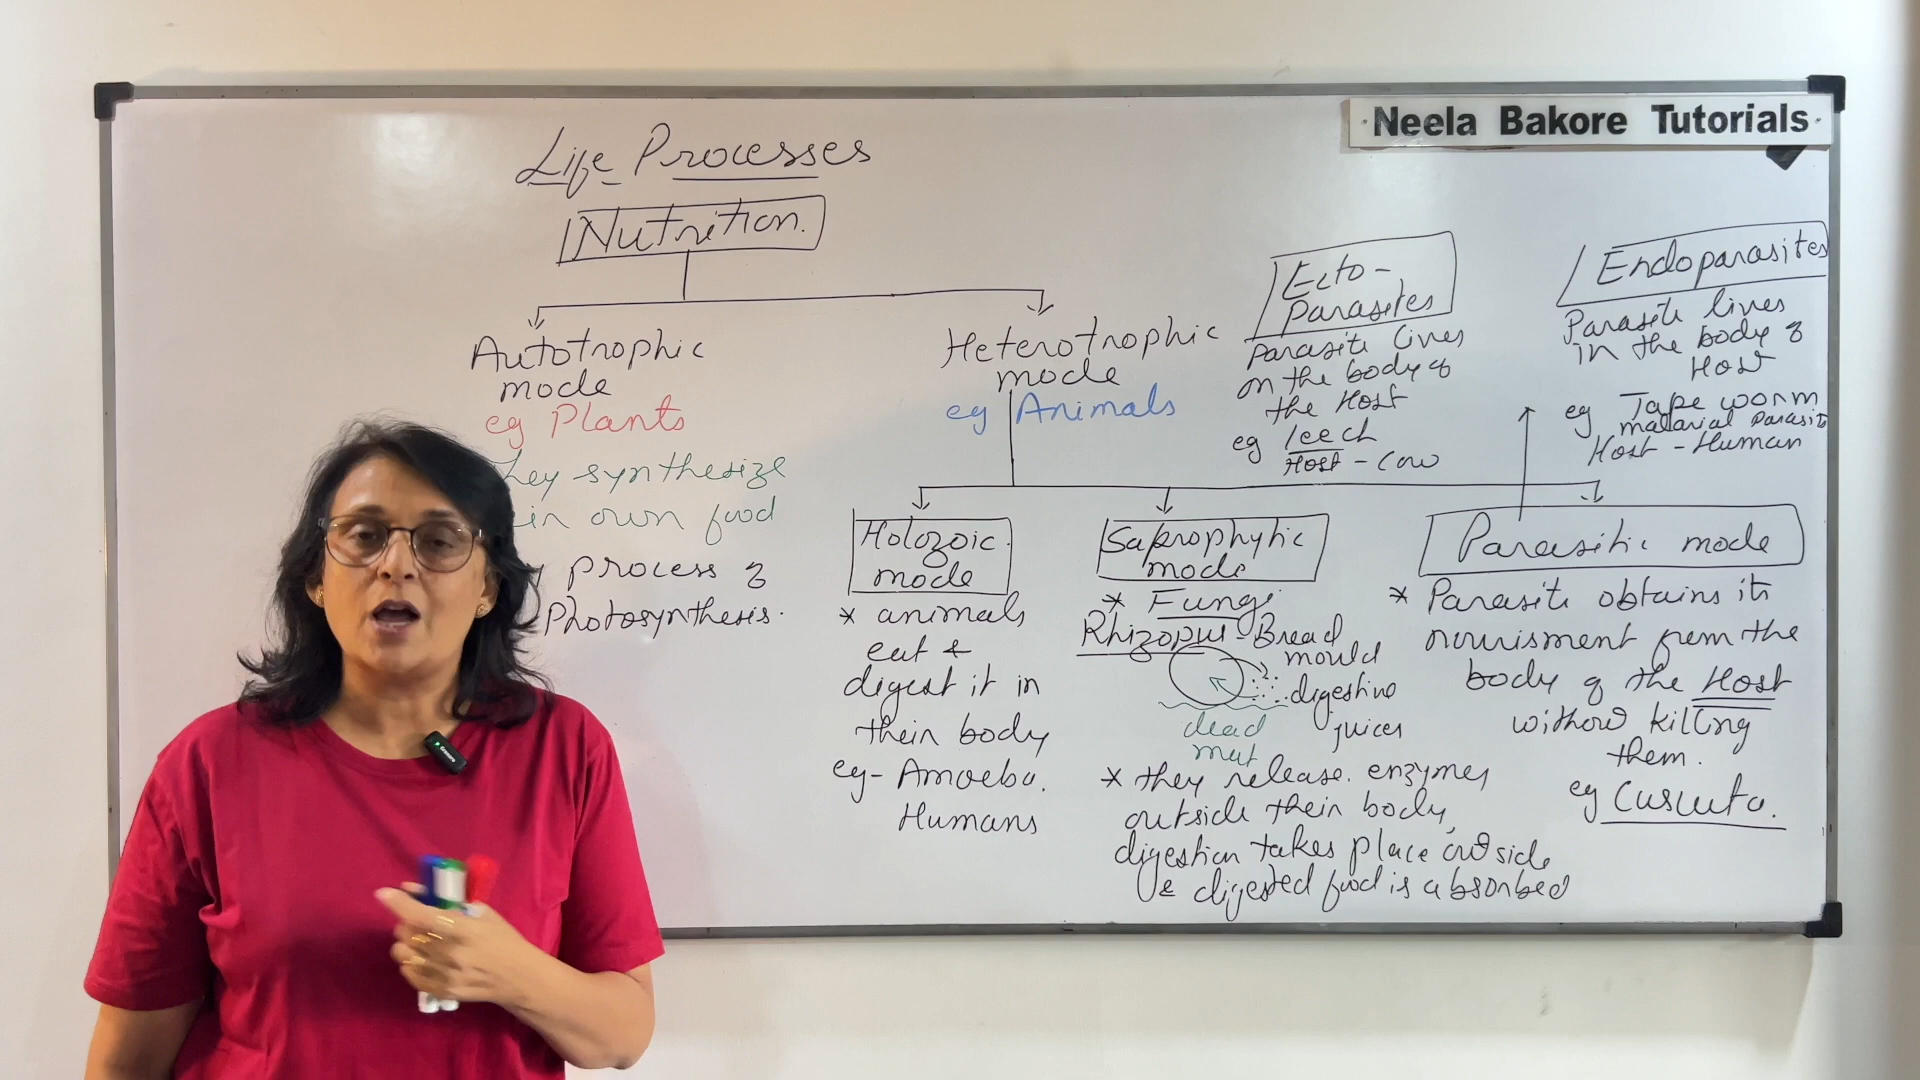 Neela Bakore Tutorials
Life Processes
Nutrition.
Autotrophic
mode
eg Plants
hey synthesize
eir own food
y process of
Photosynthesis.
Heterotrophic
mode
eg Animals
Holozoic
mode
* animals
eat &
digest it in
their body
eg- Amoeba.
Humans
Saprophytic
mode
* Fungi
Rhizopus - Bread
mould
digestive
juices
dead
mat
* they release enzymes
outside their body,
digestion takes place outside
& digested food is absorbed
Parasitic mode
* Parasite obtains its
nourisment from the
body of the Host
without killing
them.
eg Cuscuta.
Ecto-
Parasites
Parasite lives
on the body of
the Host
eg leech
Host - Cow
Endoparasites
Parasite lives
in the body of
Host
eg Tape worm
malarial Parasite
Host - Human